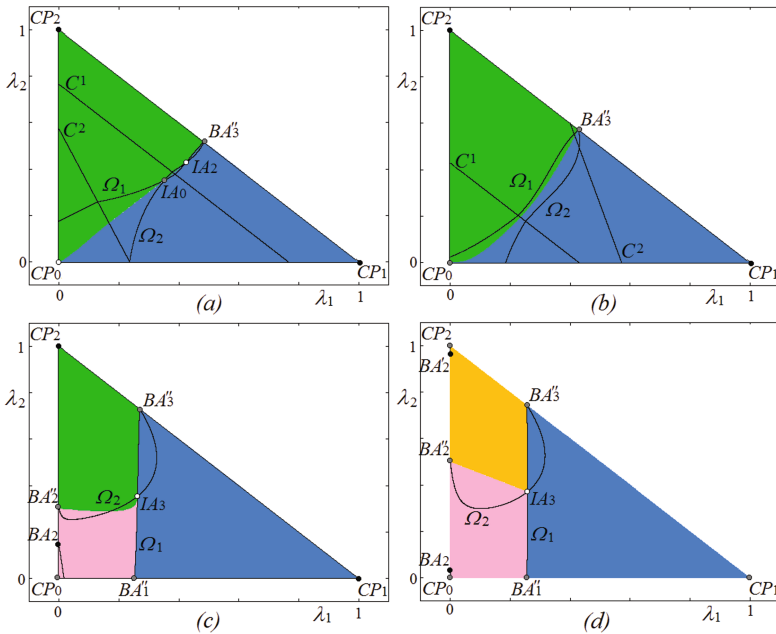 CP₂
1
λ₂
C¹
C²
BA″₃
Ω₁
IA₂
IA₀
Ω₂
0
CP₀
CP₁
0
1
(a)
λ₁
CP₂
1
λ₂
BA″₃
C¹
Ω₁
Ω₂
C²
0
CP₀
CP₁
0
1
(b)
λ₁
CP₂
1
λ₂
BA″₃
BA″₂
Ω₂
IA₃
BA₂
Ω₁
0
CP₀
BA″₁
CP₁
0
1
(c)
λ₁
CP₂
1
BA′₂
λ₂
BA″₃
BA″₂
IA₃
Ω₂
BA₂
Ω₁
0
CP₀
BA″₁
CP₁
0
1
(d)
λ₁